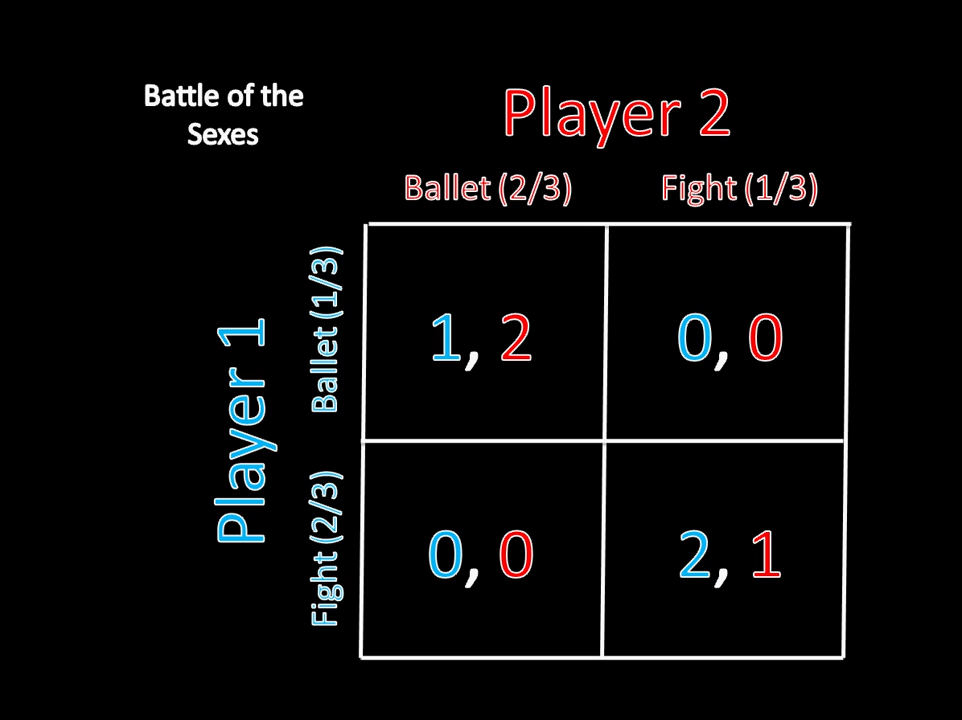 Battle of the
Sexes
Player 2
Ballet (2/3)
Fight (1/3)
Player 1
Ballet (1/3)
1, 2
0, 0
Fight (2/3)
0, 0
2, 1